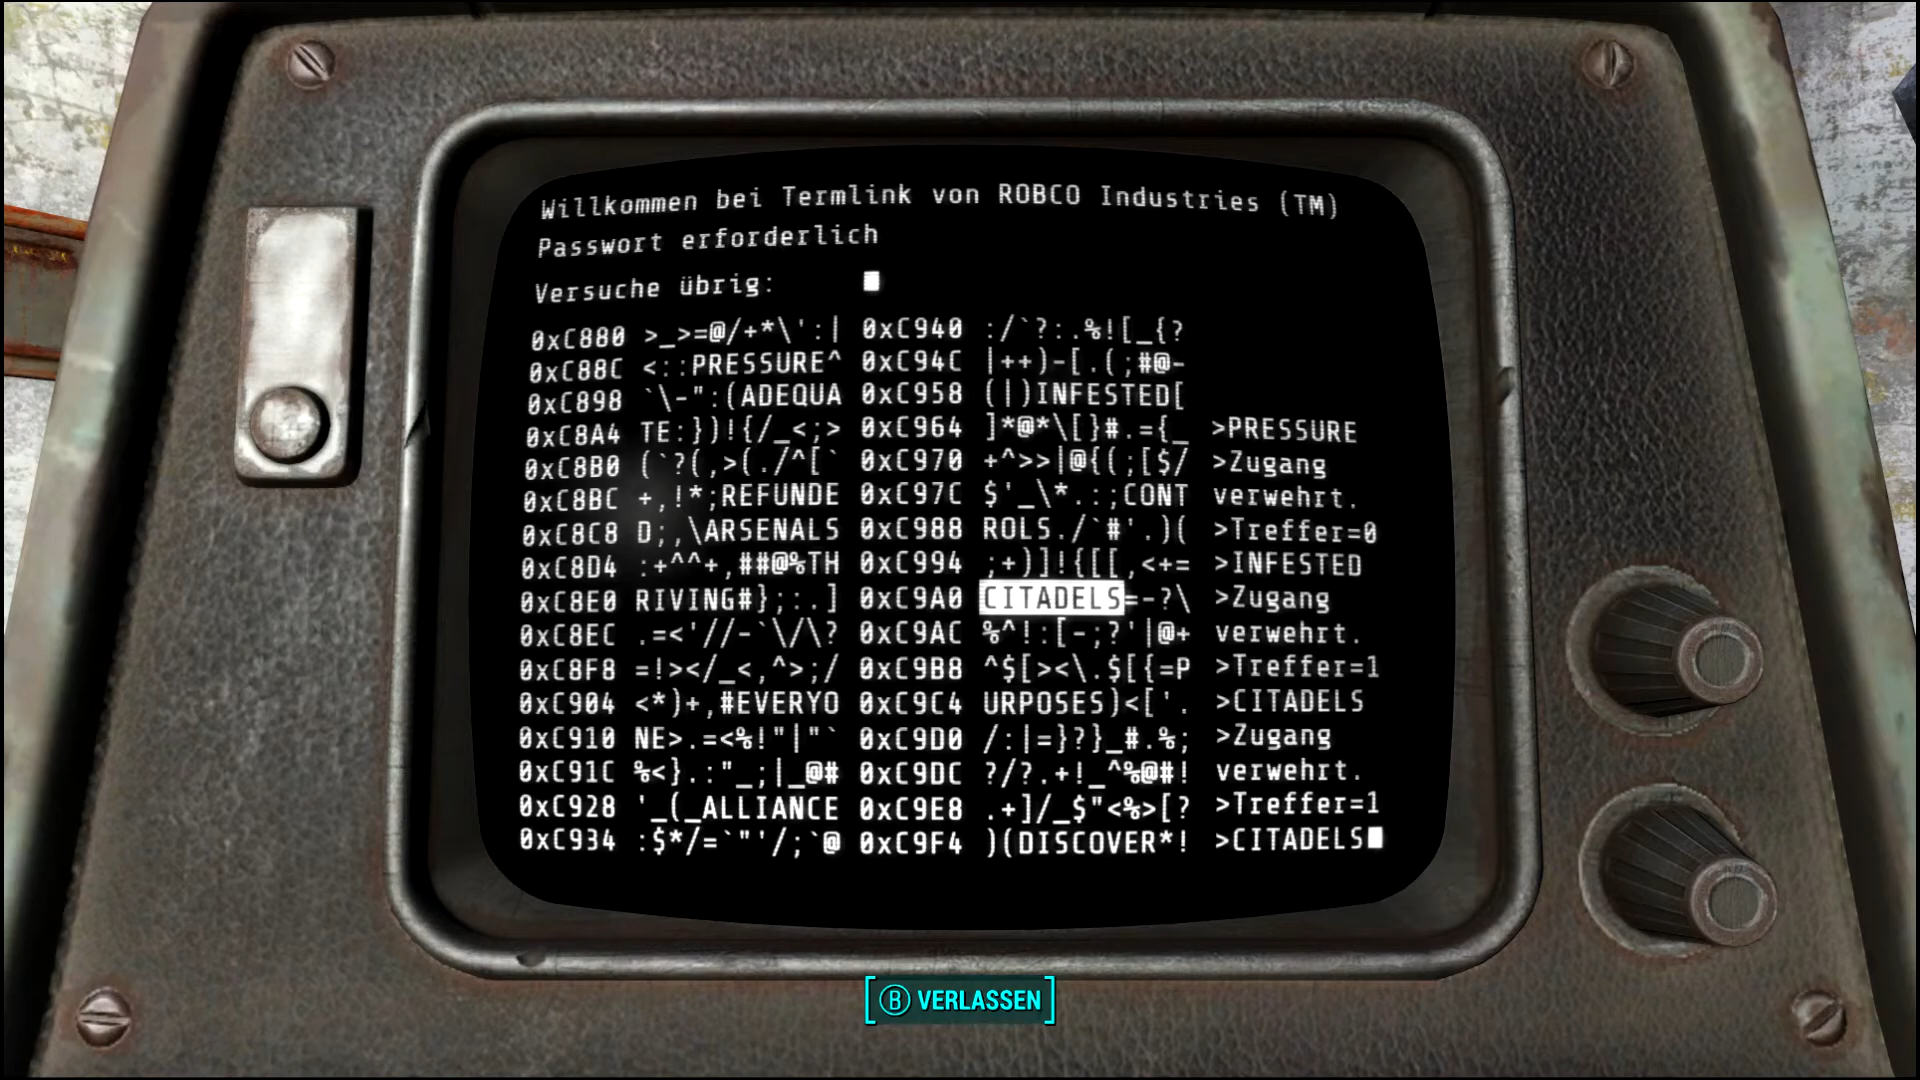 Willkommen bei Termlink von ROBCO Industries (TM)
Passwort erforderlich
Versuche übrig:
0xC880 >_>=@/+*\':| 0xC940 :/`?:.%![_{?
0xC88C <::PRESSURE^ 0xC94C |++)-[.(;#@-
0xC898 `\-":(ADEQUA 0xC958 (|)INFESTED[
0xC8A4 TE:})!{/_<;> 0xC964 ]*@*\[}#.={_ >PRESSURE
0xC8B0 (`?(,>(./^[` 0xC970 +^>>|@{(;[$/ >Zugang
0xC8BC +,!*;REFUNDE 0xC97C $'_\*.:;CONT verwehrt.
0xC8C8 D;,\ARSENALS 0xC988 ROLS./`#'.)( >Treffer=0
0xC8D4 :+^^+,##@%TH 0xC994 ;+)]!{[[,<+= >INFESTED
0xC8E0 RIVING#};:.] 0xC9A0 CITADELS=-?\ >Zugang
0xC8EC .=<'//-`\/\? 0xC9AC %^!:[-;?'|@+ verwehrt.
0xC8F8 =!></_<,^>;/ 0xC9B8 ^$[><\.$[{=P >Treffer=1
0xC904 <*)+,#EVERYO 0xC9C4 URPOSES)<['. >CITADELS
0xC910 NE>.=<%!"|"` 0xC9D0 /:|=}?}_#.%; >Zugang
0xC91C %<}.:"_;|_@# 0xC9DC ?/?.+!_^%@#! verwehrt.
0xC928 '_(_ALLIANCE 0xC9E8 .+]/_$"<%>[? >Treffer=1
0xC934 :$*/=`"'/;`@ 0xC9F4 )(DISCOVER*! >CITADELS
B VERLASSEN